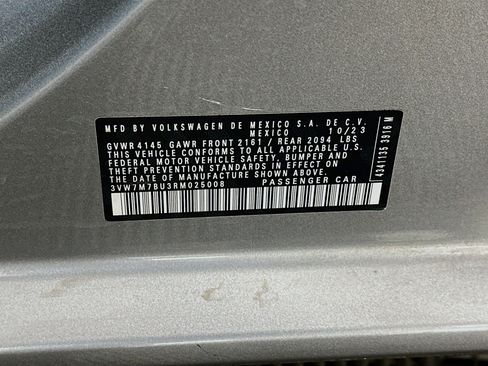 MFD BY VOLKSWAGEN DE MEXICO S.A. DE C.V.
MEXICO 10/23
GVWR 4145 GAWR FRONT 2161 / REAR 2094 LBS
THIS VEHICLE CONFORMS TO ALL APPLICABLE
FEDERAL MOTOR VEHICLE SAFETY, BUMPER AND
THEFT PREVENTION STANDARDS IN EFFECT ON
THE DATE OF MANUFACTURE SHOWN ABOVE.
3VW7M7BU3RM025008 PASSENGER CAR
4341135 3916 M